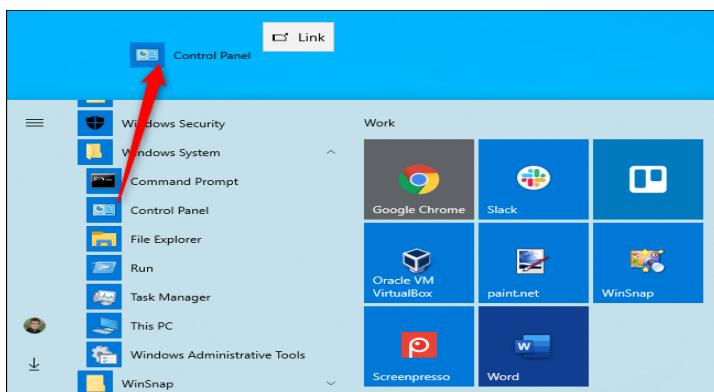 Link
Control Panel
Windows Security
Windows System
Command Prompt
Control Panel
File Explorer
Run
Task Manager
This PC
Windows Administrative Tools
WinSnap
Work
Google Chrome
Slack
Oracle VM
VirtualBox
paint.net
WinSnap
Screenpresso
Word